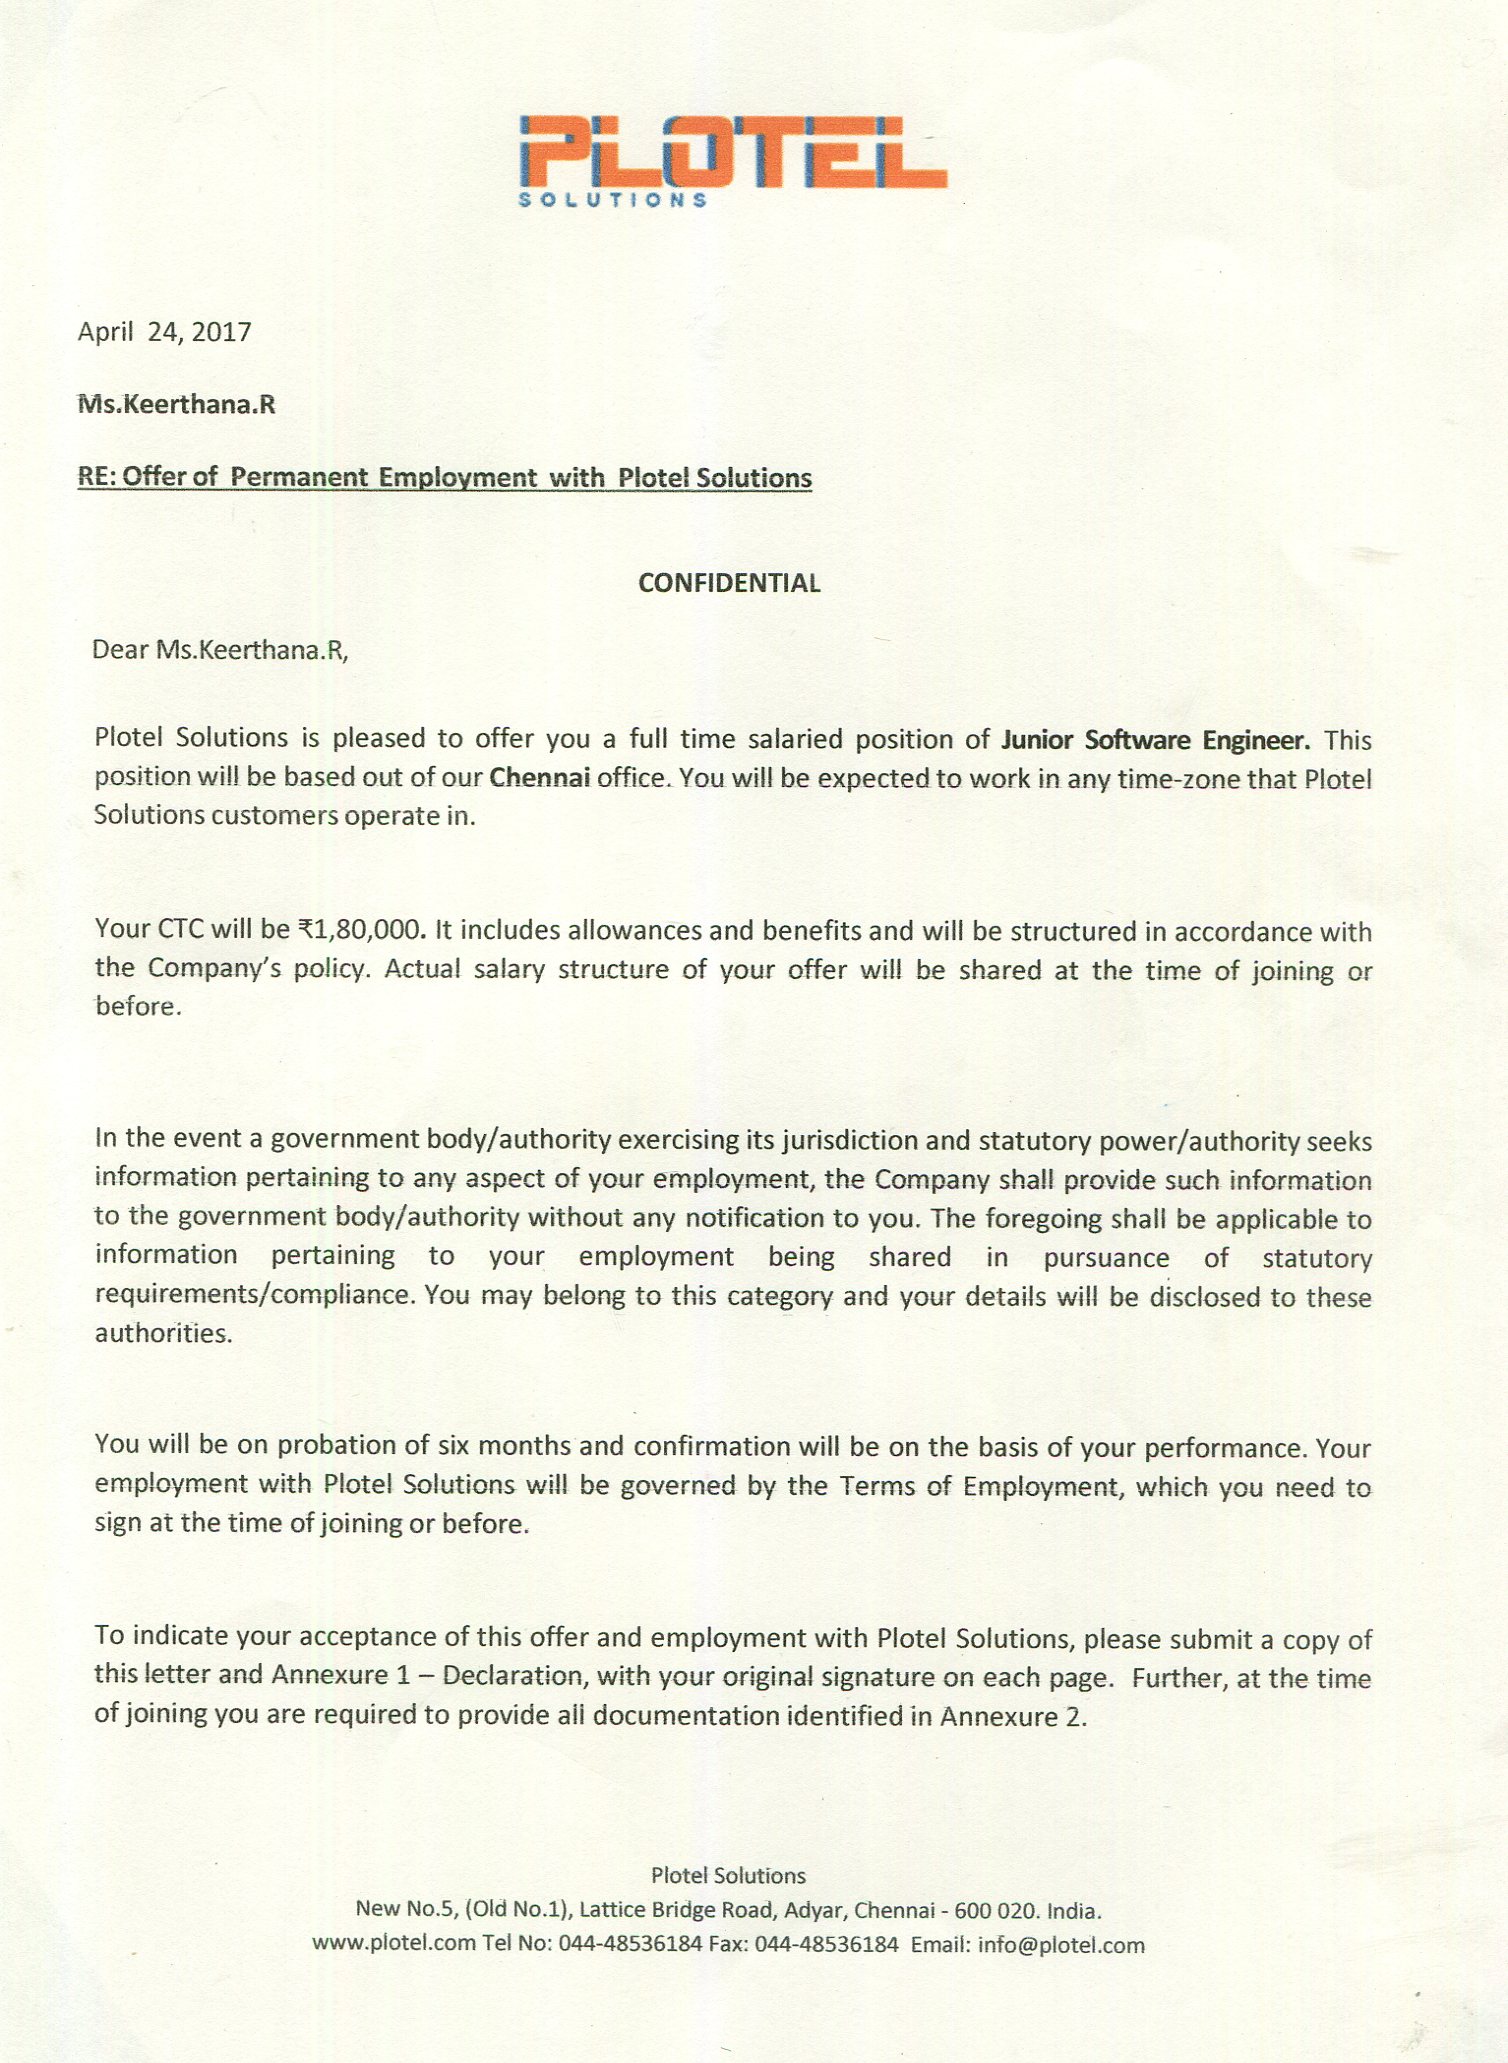 PLOTEL
SOLUTIONS
April 24, 2017
Ms.Keerthana.R
RE: Offer of Permanent Employment with Plotel Solutions
CONFIDENTIAL
Dear Ms.Keerthana.R,
Plotel Solutions is pleased to offer you a full time salaried position of Junior Software Engineer. This
position will be based out of our Chennai office. You will be expected to work in any time-zone that Plotel
Solutions customers operate in.
Your CTC will be ₹1,80,000. It includes allowances and benefits and will be structured in accordance with
the Company's policy. Actual salary structure of your offer will be shared at the time of joining or
before.
In the event a government body/authority exercising its jurisdiction and statutory power/authority seeks
information pertaining to any aspect of your employment, the Company shall provide such information
to the government body/authority without any notification to you. The foregoing shall be applicable to
information pertaining to your employment being shared in pursuance of statutory
requirements/compliance. You may belong to this category and your details will be disclosed to these
authorities.
You will be on probation of six months and confirmation will be on the basis of your performance. Your
employment with Plotel Solutions will be governed by the Terms of Employment, which you need to
sign at the time of joining or before.
To indicate your acceptance of this offer and employment with Plotel Solutions, please submit a copy of
this letter and Annexure 1 – Declaration, with your original signature on each page. Further, at the time
of joining you are required to provide all documentation identified in Annexure 2.
Plotel Solutions
New No.5, (Old No.1), Lattice Bridge Road, Adyar, Chennai - 600 020. India.
www.plotel.com Tel No: 044-48536184 Fax: 044-48536184 Email: info@plotel.com